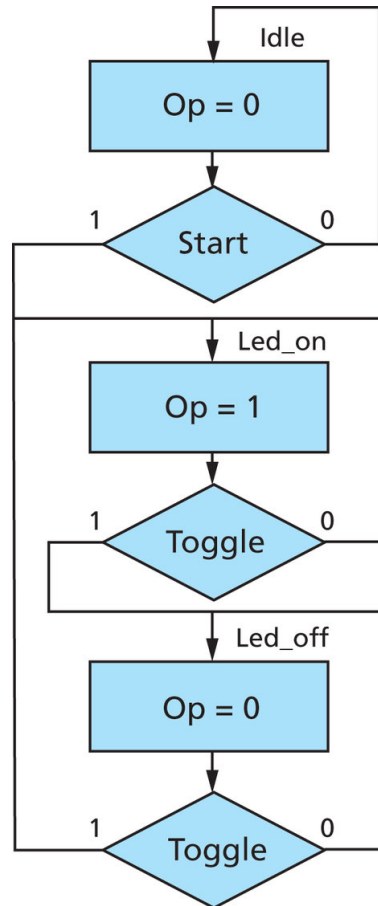 Idle
Op = 0
1
0
Start
Led_on
Op = 1
1
0
Toggle
Led_off
Op = 0
1
0
Toggle